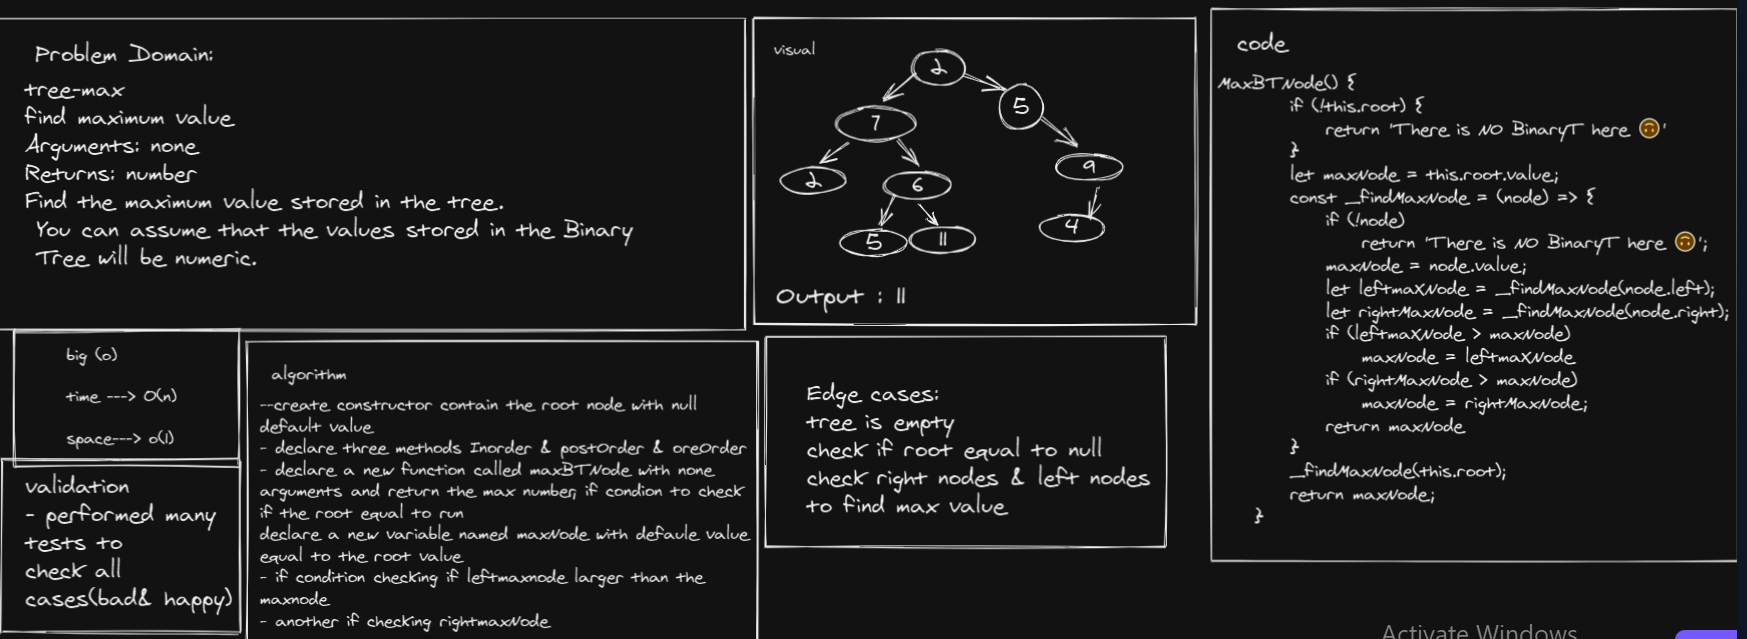 Problem Domain:
tree-max
find maximum value
Arguments: none
Returns: number
Find the maximum value stored in the tree.
You can assume that the values stored in the Binary
Tree will be numeric.
visual
2
5
7
9
2
6
4
5
11
Output : 11
code
MaxBTNode() {
if (!this.root) {
return 'There is NO BinaryT here 🙃'
}
let maxNode = this.root.value;
const _findMaxNode = (node) => {
if (!node)
return 'There is NO BinaryT here 🙃';
maxNode = node.value;
let leftmaXNode = _findMaxNode(node.left);
let rightMaxNode = _findMaxNode(node.right);
if (leftmaXNode > maxNode)
maxNode = leftmaXNode
if (rightMaxNode > maxNode)
maxNode = rightMaxNode;
return maxNode
}
_findMaxNode(this.root);
return maxNode;
}
big (o)
time ---> O(n)
space---> o(1)
validation
- performed many
tests to
check all
cases(bad& happy)
algorithm
--create constructor contain the root node with null
default value
- declare three methods Inorder & postOrder & oreOrder
- declare a new function called maxBTNode with none
arguments and return the max number, if condion to check
if the root equal to run
declare a new variable named maxNode with defaule value
equal to the root value
- if condition checking if leftmaxnode larger than the
maxnode
- another if checking rightmaxNode
Edge cases:
tree is empty
check if root equal to null
check right nodes & left nodes
to find max value
Activate Windows